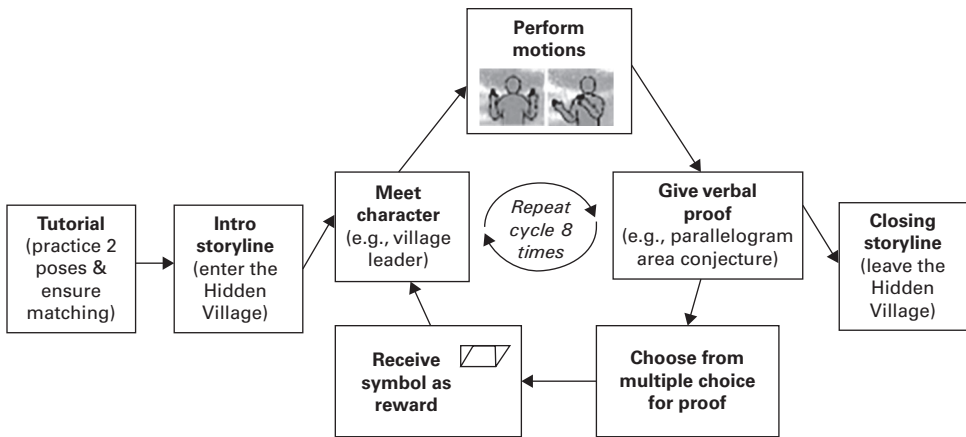 Perform
motions
Tutorial
(practice 2
poses &
ensure
matching)
Intro
storyline
(enter the
Hidden
Village)
Meet
character
(e.g., village
leader)
Repeat
cycle 8
times
Give verbal
proof
(e.g., parallelogram
area conjecture)
Closing
storyline
(leave the
Hidden
Village)
Receive
symbol as
reward
Choose from
multiple choice
for proof